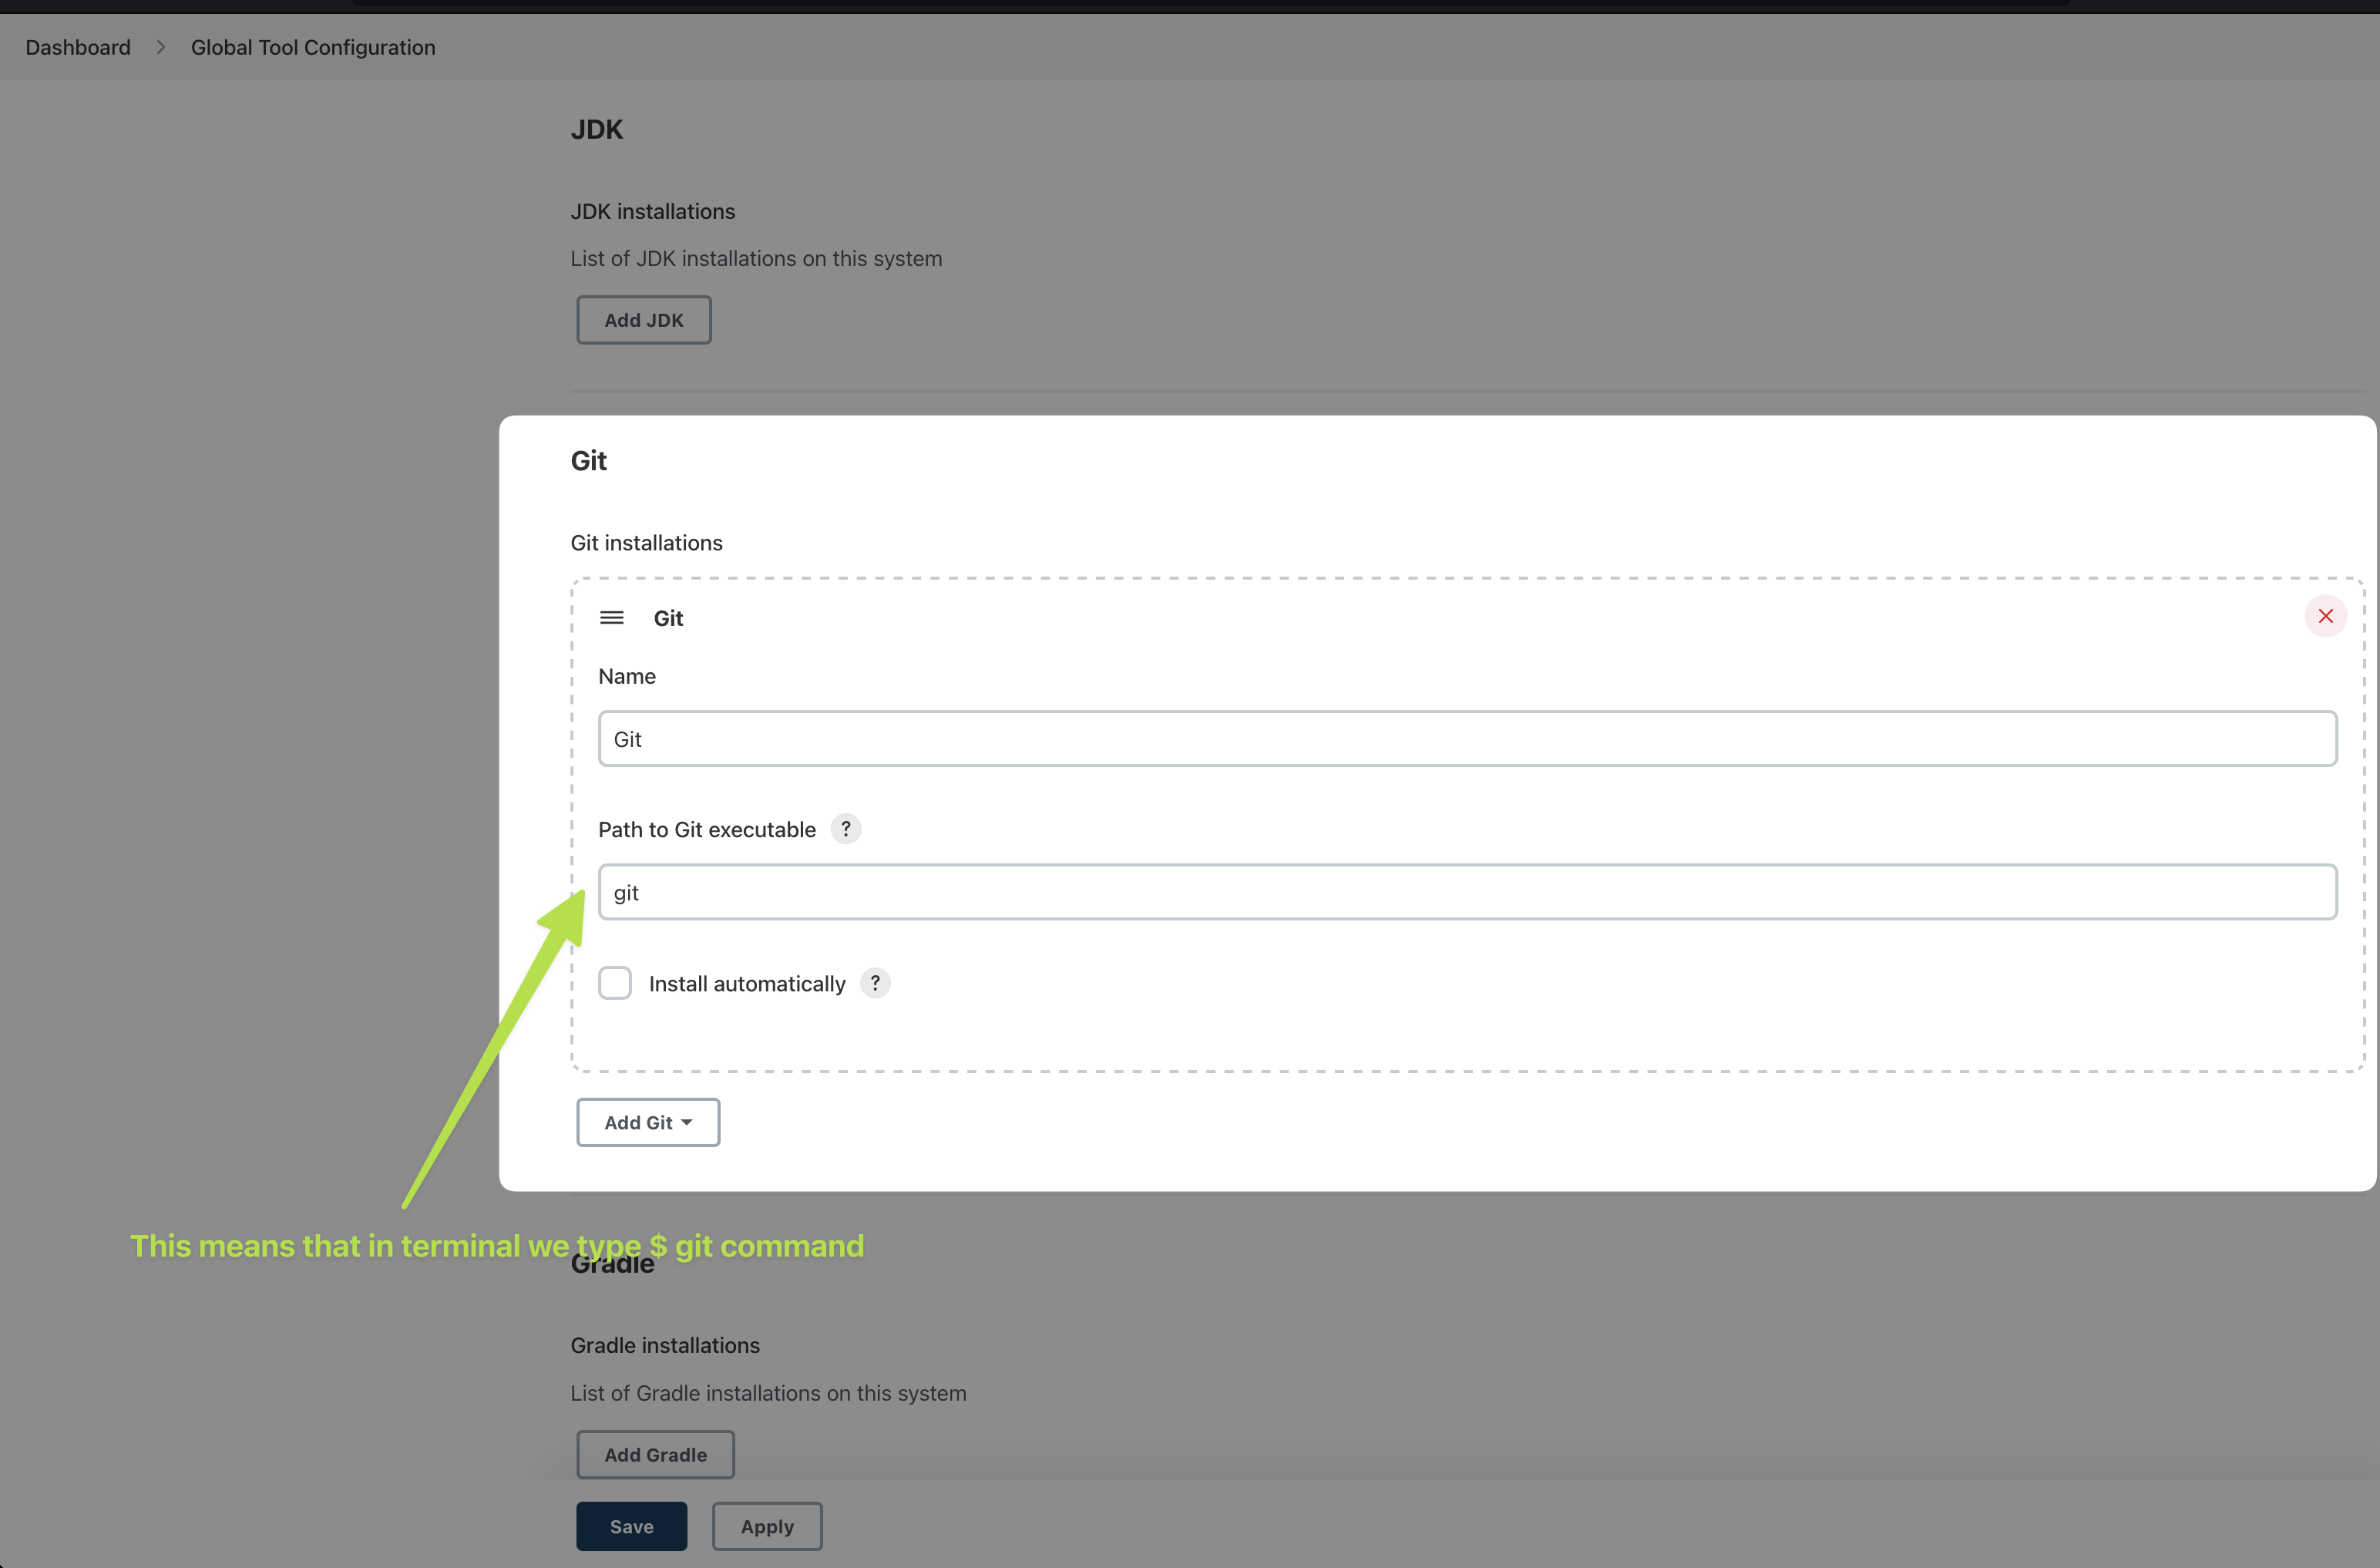 Dashboard > Global Tool Configuration
JDK
JDK installations
List of JDK installations on this system
Add JDK
Git
Git installations
Git
Name
Git
Path to Git executable ?
git
Install automatically ?
Add Git
This means that in terminal we type $ git command
Gradle
Gradle installations
List of Gradle installations on this system
Add Gradle
Save Apply